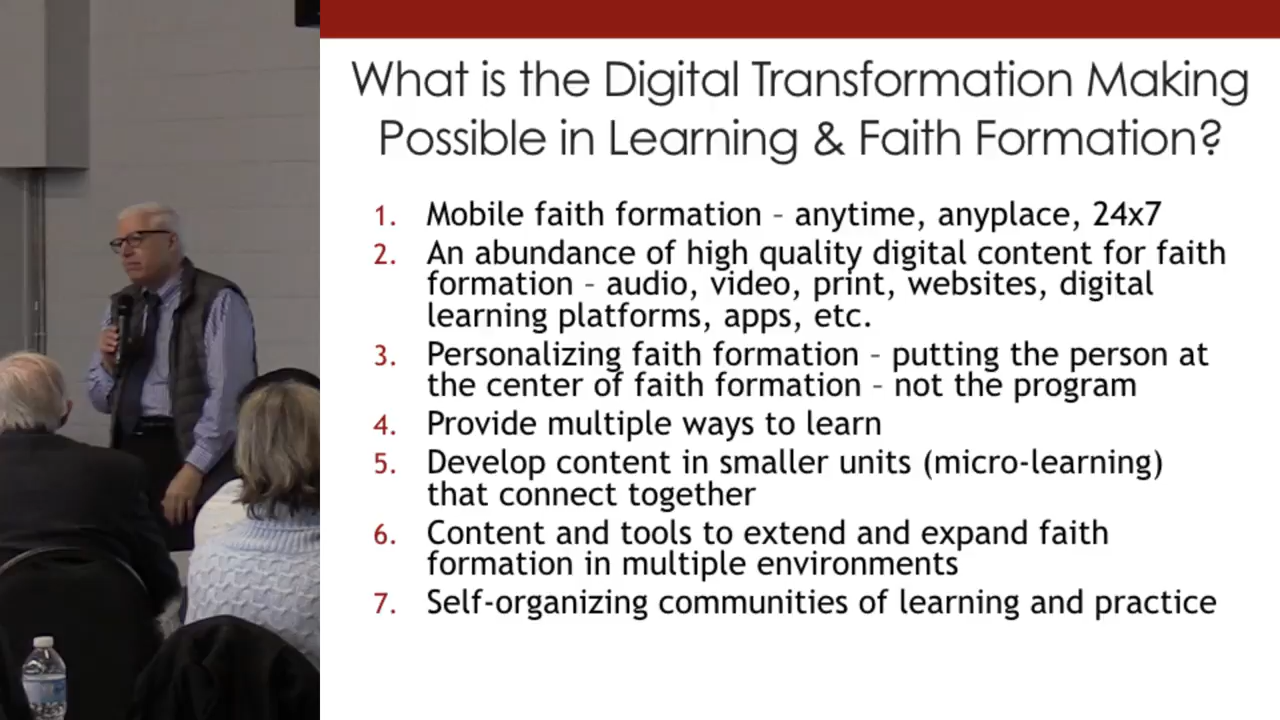 What is the Digital Transformation Making
Possible in Learning & Faith Formation?
1. Mobile faith formation – anytime, anyplace, 24x7
2. An abundance of high quality digital content for faith
formation – audio, video, print, websites, digital
learning platforms, apps, etc.
3. Personalizing faith formation – putting the person at
the center of faith formation – not the program
4. Provide multiple ways to learn
5. Develop content in smaller units (micro-learning)
that connect together
6. Content and tools to extend and expand faith
formation in multiple environments
7. Self-organizing communities of learning and practice